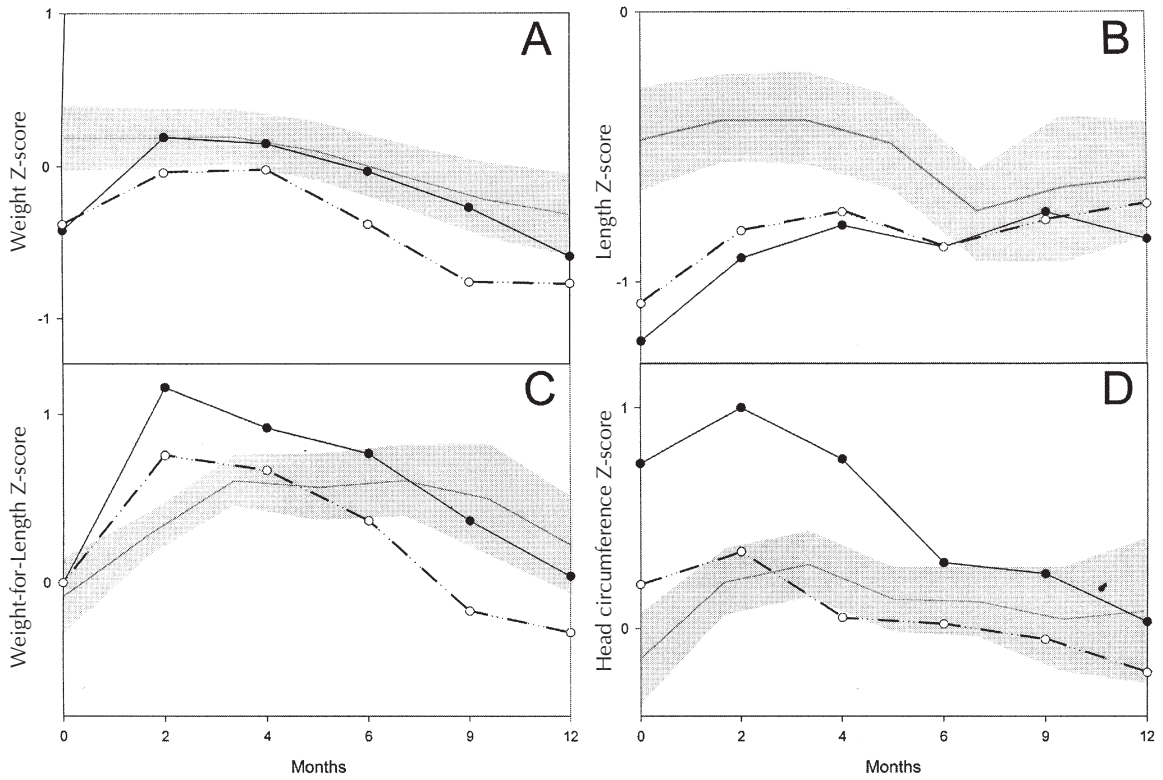 A
1
0
-1
Weight Z-score
B
0
-1
Length Z-score
C
1
0
Weight-for-Length Z-score
0 2 4 6 9 12
Months
D
1
0
Head circumference Z-score
0 2 4 6 9 12
Months